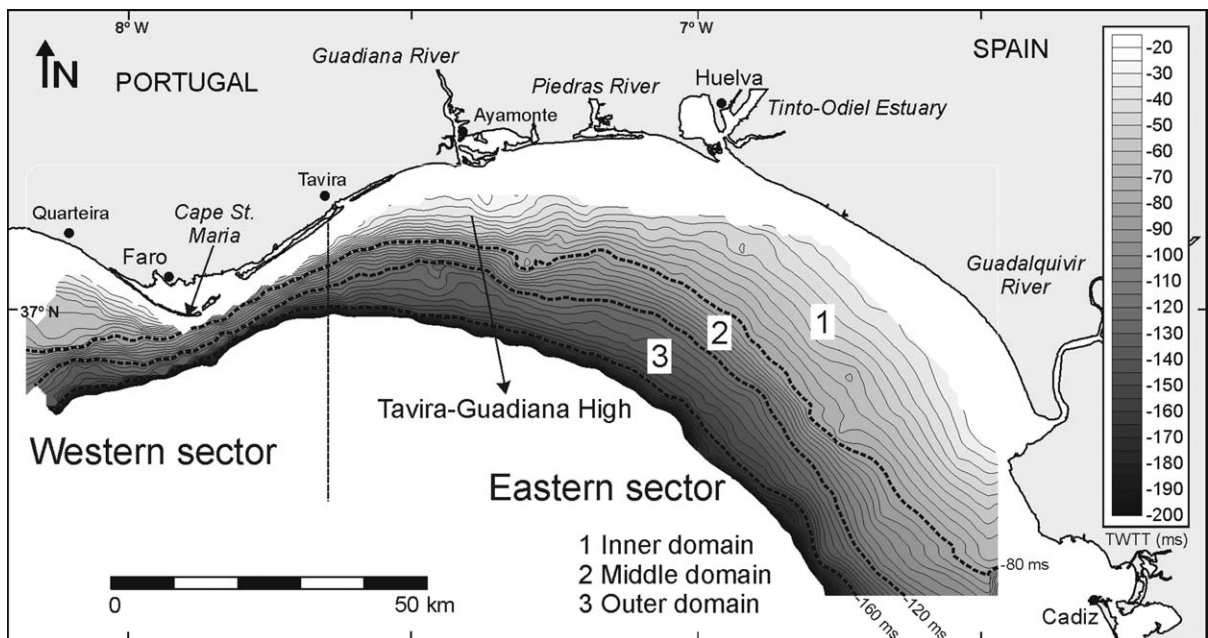 8° W
7° W
N
PORTUGAL
SPAIN
Guadiana River
Piedras River
Huelva
Ayamonte
Tinto-Odiel Estuary
Tavira
Quarteira
Cape St.
Maria
Faro
Guadalquivir
River
37° N
1
2
3
Tavira-Guadiana High
Western sector
Eastern sector
1 Inner domain
2 Middle domain
3 Outer domain
0
50 km
-80 ms
-120 ms
-160 ms
Cadiz
-20
-30
-40
-50
-60
-70
-80
-90
-100
-110
-120
-130
-140
-150
-160
-170
-180
-190
-200
TWTT (ms)